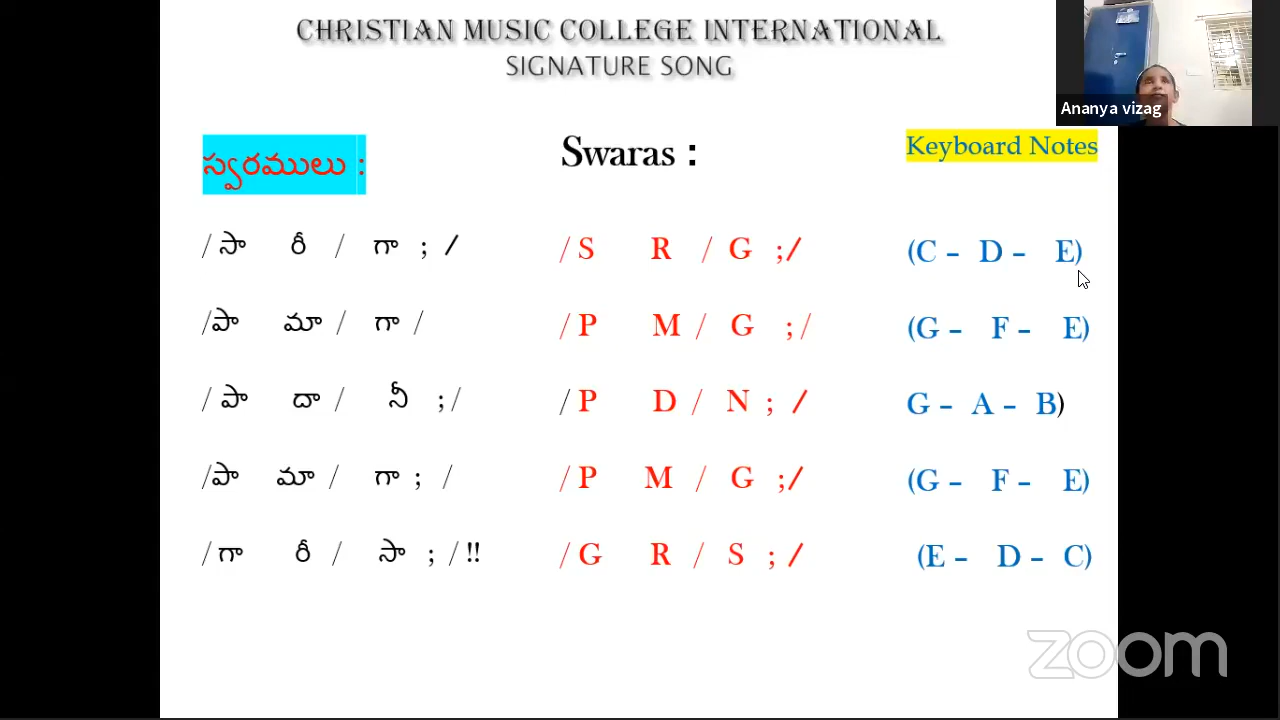 CHRISTIAN MUSIC COLLEGE INTERNATIONAL
SIGNATURE SONG
Ananya vizag
స్వరములు : Swaras : Keyboard Notes
/ సా రీ / గా ; / / S R / G ;/ (C – D – E)
/పా మా / గా / / P M / G ; / (G – F – E)
/ పా దా / నీ ; / / P D / N ; / G – A – B)
/పా మా / గా ; / / P M / G ;/ (G – F – E)
/ గా రీ / సా ; / !! / G R / S ; / (E – D – C)
zoom